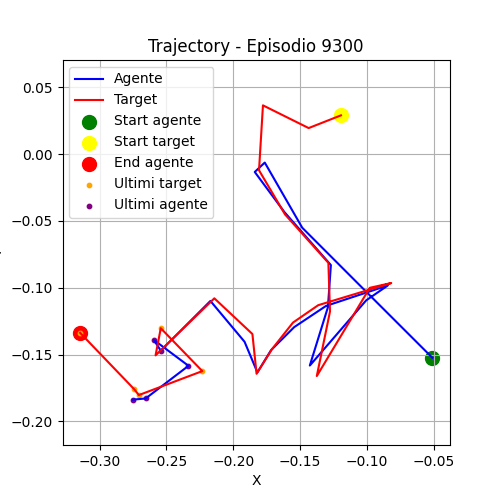 Trajectory - Episodio 9300
Agente
Target
Start agente
Start target
End agente
Ultimi target
Ultimi agente
0.05
0.00
−0.05
−0.10
−0.15
−0.20
−0.30
−0.25
−0.20
−0.15
−0.10
−0.05
X